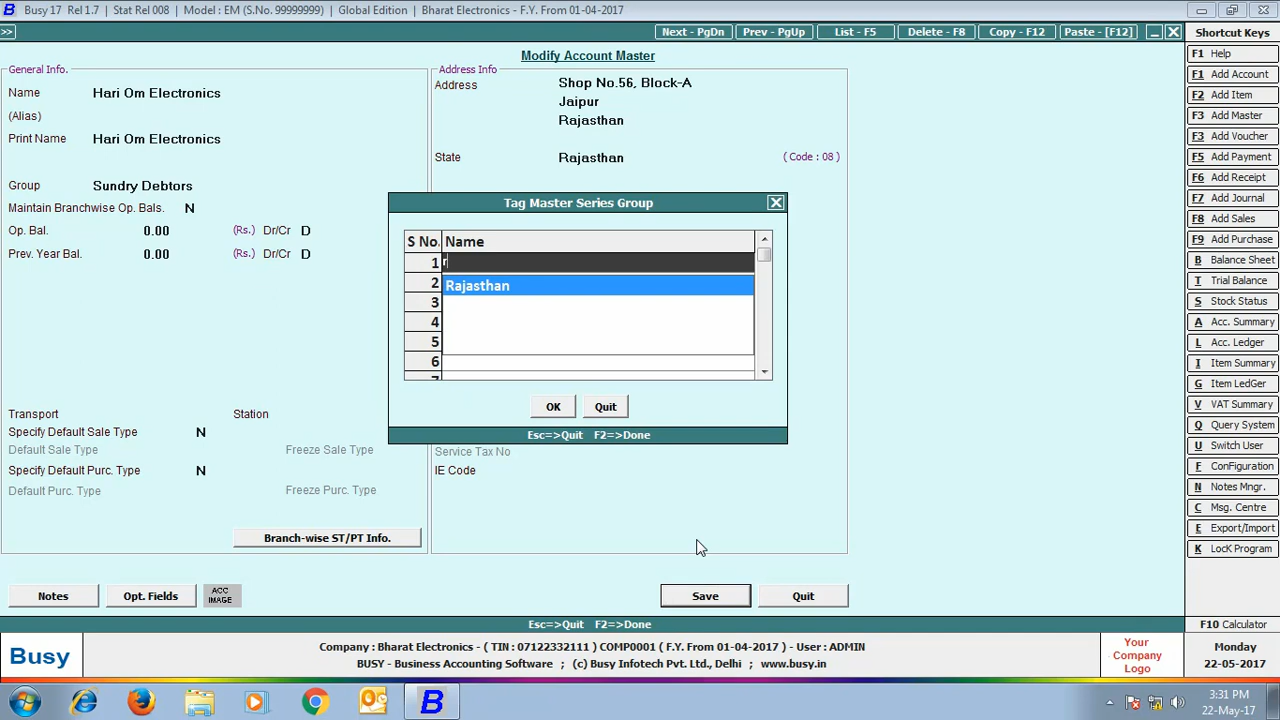 Busy 17 Rel 1.7 | Stat Rel 008 | Model : EM (S.No. 99999999) | Global Edition | Bharat Electronics - F.Y. From 01-04-2017
>> Next - PgDn Prev - PgUp List - F5 Delete - F8 Copy - F12 Paste - [F12]
Modify Account Master
General Info.
Name Hari Om Electronics
(Alias)
Print Name Hari Om Electronics
Group Sundry Debtors
Maintain Branchwise Op. Bals. N
Op. Bal. 0.00 (Rs.) Dr/Cr D
Prev. Year Bal. 0.00 (Rs.) Dr/Cr D
Transport Station
Specify Default Sale Type N
Default Sale Type Freeze Sale Type
Specify Default Purc. Type N
Default Purc. Type Freeze Purc. Type
Branch-wise ST/PT Info.
Address Info
Address Shop No.56, Block-A
Jaipur
Rajasthan
State Rajasthan ( Code : 08 )
Service Tax No
IE Code
Tag Master Series Group
S No. Name
1 r
2 Rajasthan
3
4
5
6
7
OK Quit
Esc=>Quit F2=>Done
Notes Opt. Fields ACC IMAGE Save Quit
Esc=>Quit F2=>Done
Shortcut Keys
F1 Help
F1 Add Account
F2 Add Item
F3 Add Master
F3 Add Voucher
F5 Add Payment
F6 Add Receipt
F7 Add Journal
F8 Add Sales
F9 Add Purchase
B Balance Sheet
T Trial Balance
S Stock Status
A Acc. Summary
L Acc. Ledger
I Item Summary
G Item LedGer
V VAT Summary
Q Query System
U Switch User
F ConFiguration
N Notes Mngr.
C Msg. Centre
E Export/Import
K LocK Program
F10 Calculator
Busy
Company : Bharat Electronics - ( TIN : 07122332111 ) COMP0001 ( F.Y. From 01-04-2017 ) - User : ADMIN
BUSY - Business Accounting Software ; (c) Busy Infotech Pvt. Ltd., Delhi ; www.busy.in
Your
Company
Logo
Monday
22-05-2017
3:31 PM
22-May-17